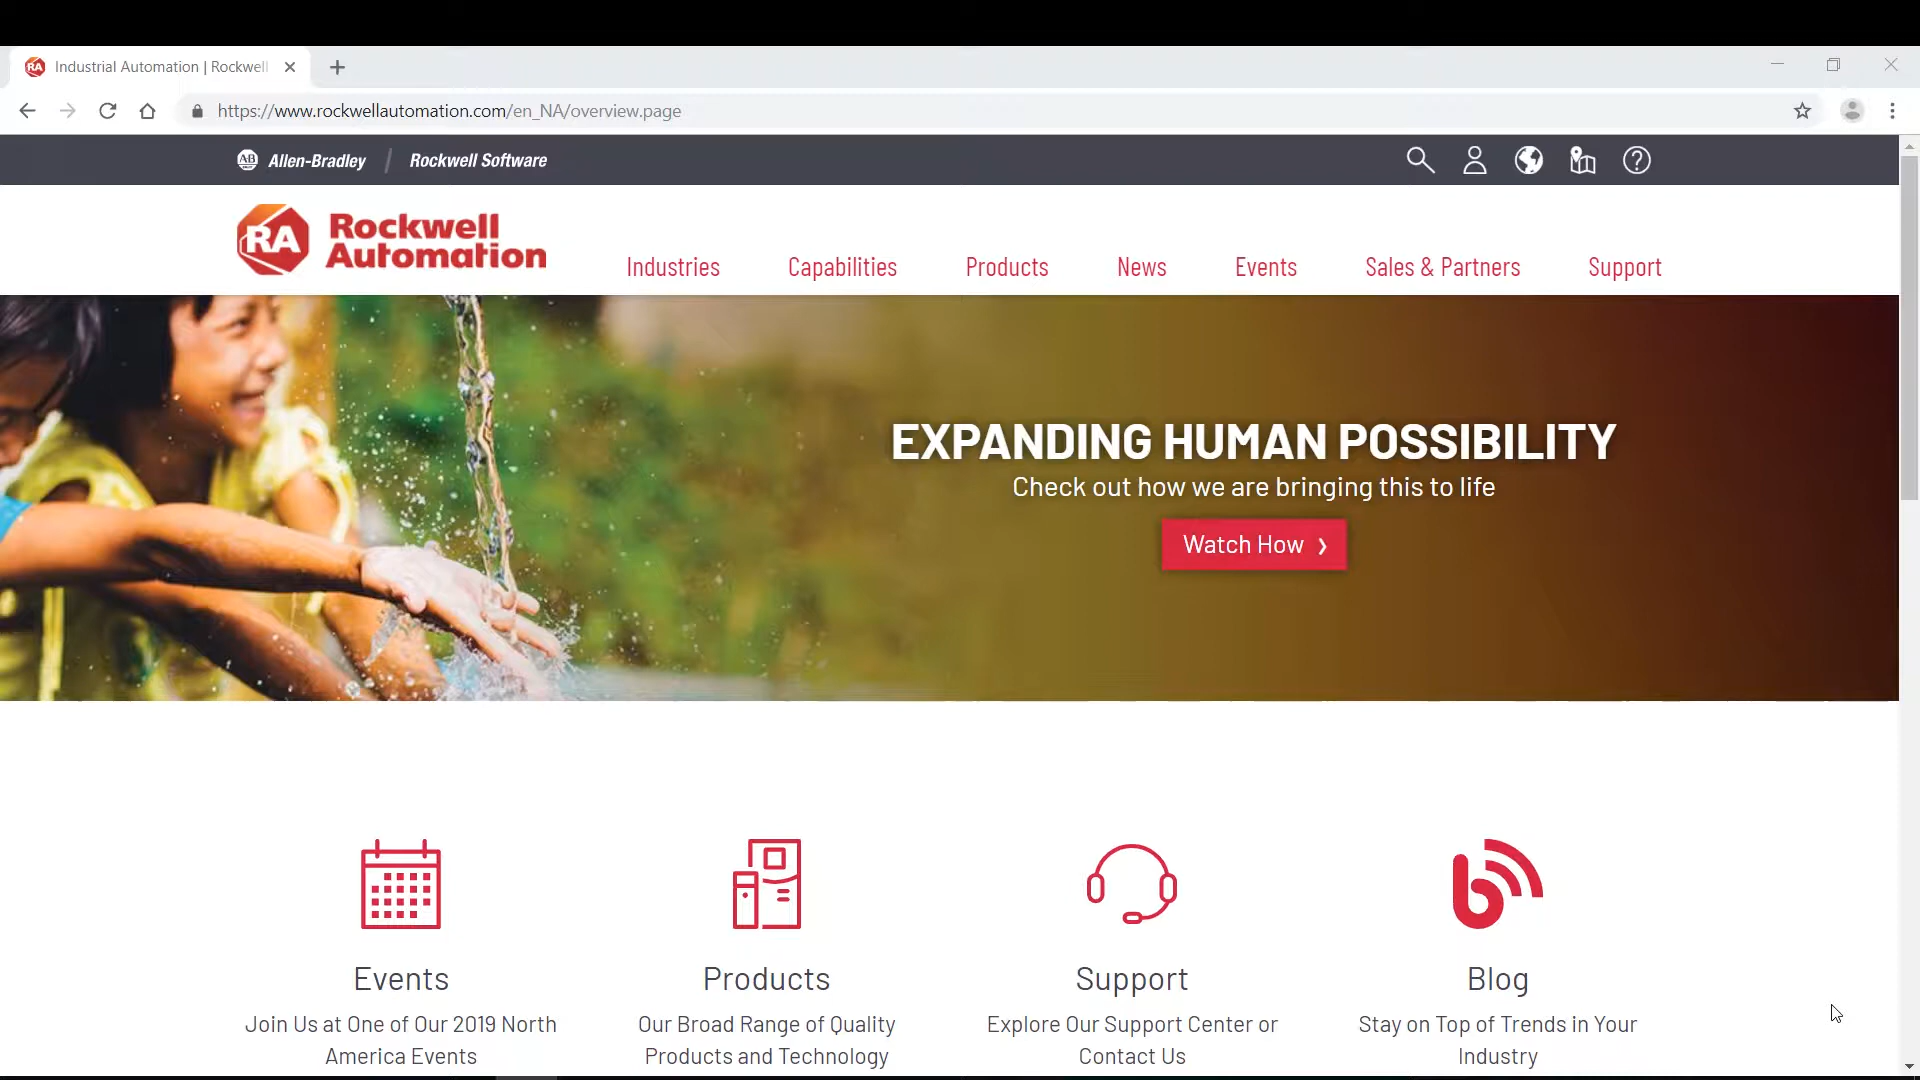 Industrial Automation | Rockwell
https://www.rockwellautomation.com/en_NA/overview.page
AB Allen-Bradley / Rockwell Software
RA Rockwell
Automation
Industries Capabilities Products News Events Sales & Partners Support
EXPANDING HUMAN POSSIBILITY
Check out how we are bringing this to life
Watch How ›
Events Products Support Blog
Join Us at One of Our 2019 North Our Broad Range of Quality Explore Our Support Center or Stay on Top of Trends in Your
America Events Products and Technology Contact Us Industry